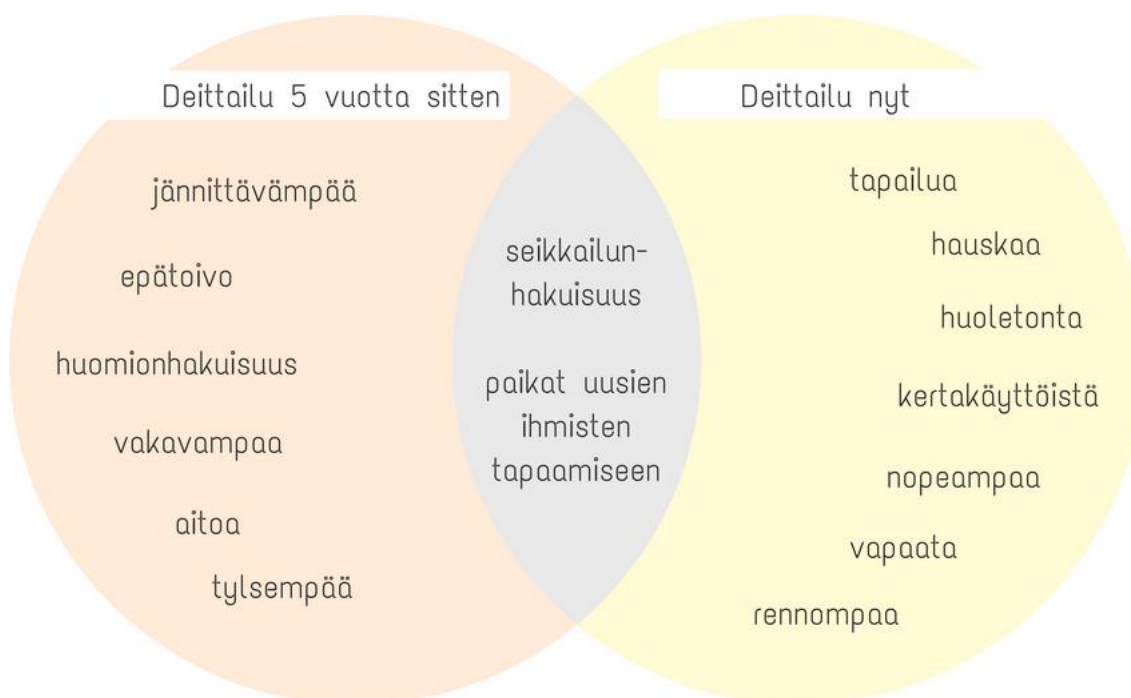 Deittailu 5 vuotta sitten
jännittävämpää
epätoivo
huomionhakuisuus
vakavampaa
aitoa
tylsempää
seikkailun-
hakuisuus
paikat uusien
ihmisten
tapaamiseen
Deittailu nyt
tapailua
hauskaa
huoletonta
kertakäyttöistä
nopeampaa
vapaata
rennompaa